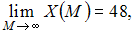 lim X(M) = 48,
M→∞